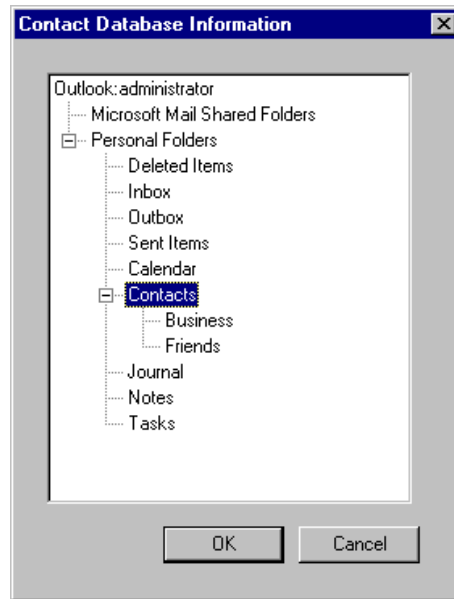 Contact Database Information
Outlook:administrator
Microsoft Mail Shared Folders
Personal Folders
Deleted Items
Inbox
Outbox
Sent Items
Calendar
Contacts
Business
Friends
Journal
Notes
Tasks
OK Cancel